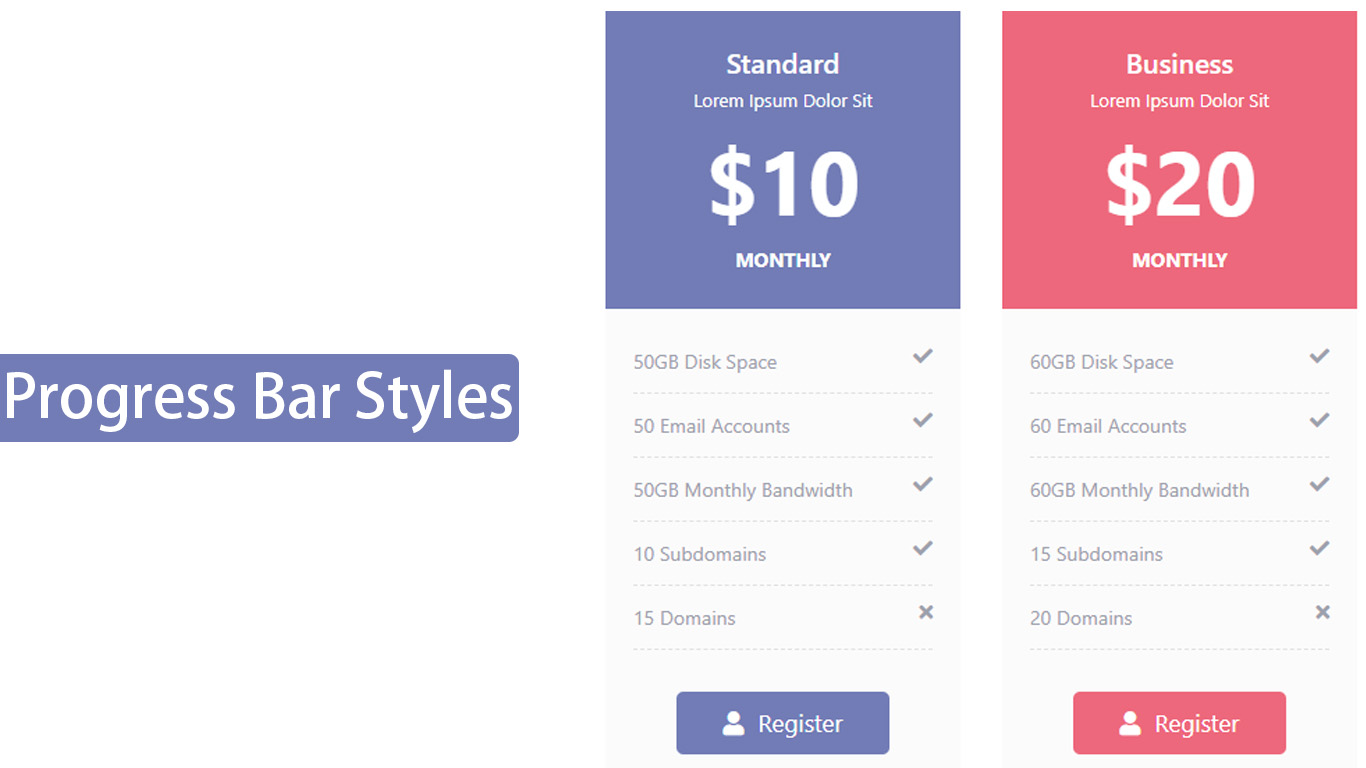 Progress Bar Styles
Standard
Lorem Ipsum Dolor Sit
$10
MONTHLY
50GB Disk Space
50 Email Accounts
50GB Monthly Bandwidth
10 Subdomains
15 Domains
Register
Business
Lorem Ipsum Dolor Sit
$20
MONTHLY
60GB Disk Space
60 Email Accounts
60GB Monthly Bandwidth
15 Subdomains
20 Domains
Register